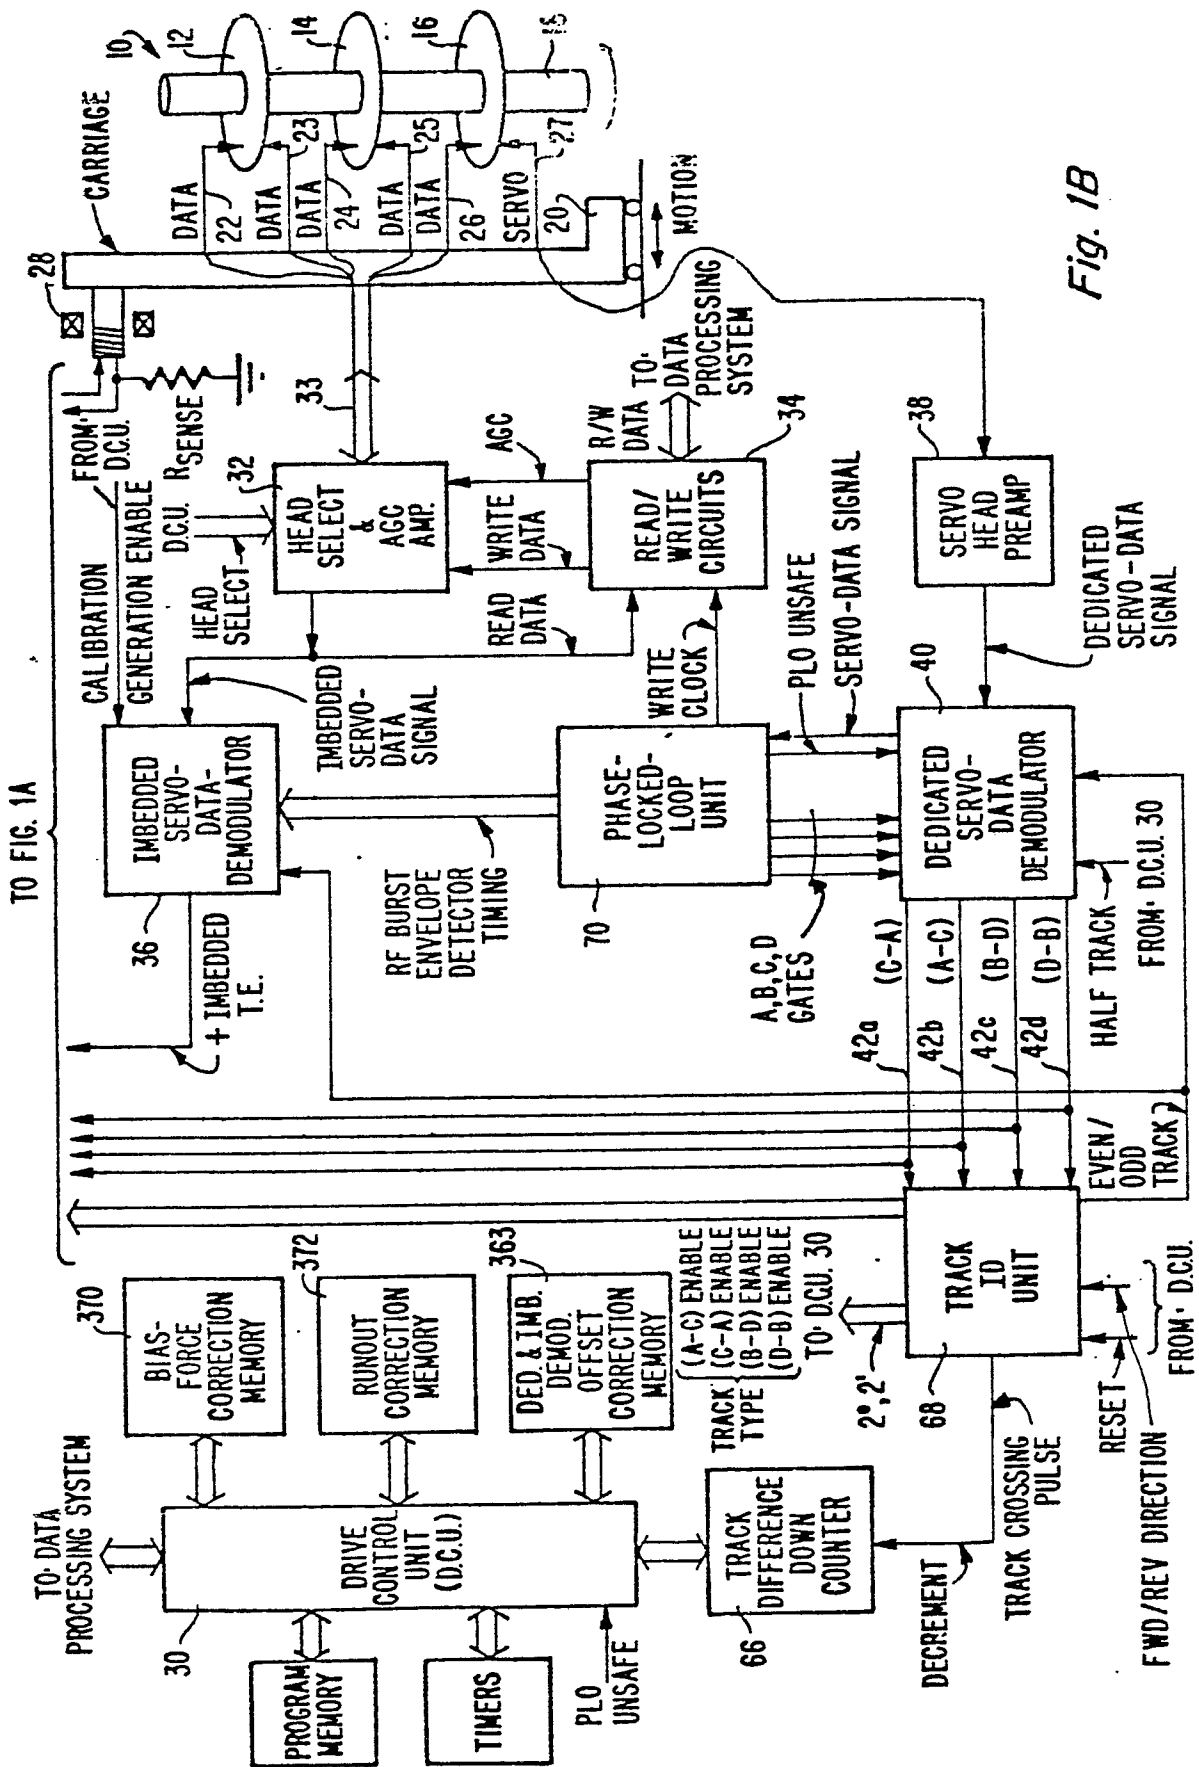 TO FIG. 1A
TO DATA
PROCESSING SYSTEM
30
DRIVE
CONTROL
UNIT
(D.C.U.)
PROGRAM
MEMORY
TIMERS
PLO
UNSAFE
370
BIAS-
FORCE
CORRECTION
MEMORY
372
RUNOUT
CORRECTION
MEMORY
363
DED. & IMB.
DEMOD.
OFFSET
CORRECTION
MEMORY
66
TRACK
DIFFERENCE
DOWN
COUNTER
DECREMENT
TRACK CROSSING
PULSE
TRACK
TYPE
(A-C) ENABLE
(C-A) ENABLE
(B-D) ENABLE
(D-B) ENABLE
TO D.C.U. 30
2⁰, 2¹
68
TRACK
ID
UNIT
RESET
FWD/REV DIRECTION
FROM D.C.U.
EVEN/
ODD
TRACK
+ IMBEDDED
T.E.
36
IMBEDDED
SERVO-
DATA-
DEMODULATOR
CALIBRATION
GENERATION ENABLE
FROM
D.C.U.
IMBEDDED
SERVO-
DATA
SIGNAL
RF BURST
ENVELOPE
DETECTOR
TIMING
70
PHASE-
LOCKED-
LOOP
UNIT
A,B,C,D
GATES
WRITE
CLOCK
PLO UNSAFE
SERVO-DATA SIGNAL
42a
(C-A)
42b
(A-C)
42c
(B-D)
42d
(D-B)
HALF TRACK
FROM D.C.U. 30
40
DEDICATED
SERVO-
DATA
DEMODULATOR
DEDICATED
SERVO-DATA
SIGNAL
38
SERVO
HEAD
PREAMP
HEAD
SELECT
D.C.U.
RSENSE
32
HEAD
SELECT
&
AGC
AMP.
33
READ
DATA
WRITE
DATA
AGC
READ/
WRITE
CIRCUITS
34
R/W
DATA
TO
DATA
PROCESSING
SYSTEM
28
CARRIAGE
DATA
22
DATA
23
DATA
24
DATA
25
DATA
26
SERVO
27
20
MOTION
10
12
14
16
18
Fig. 1B